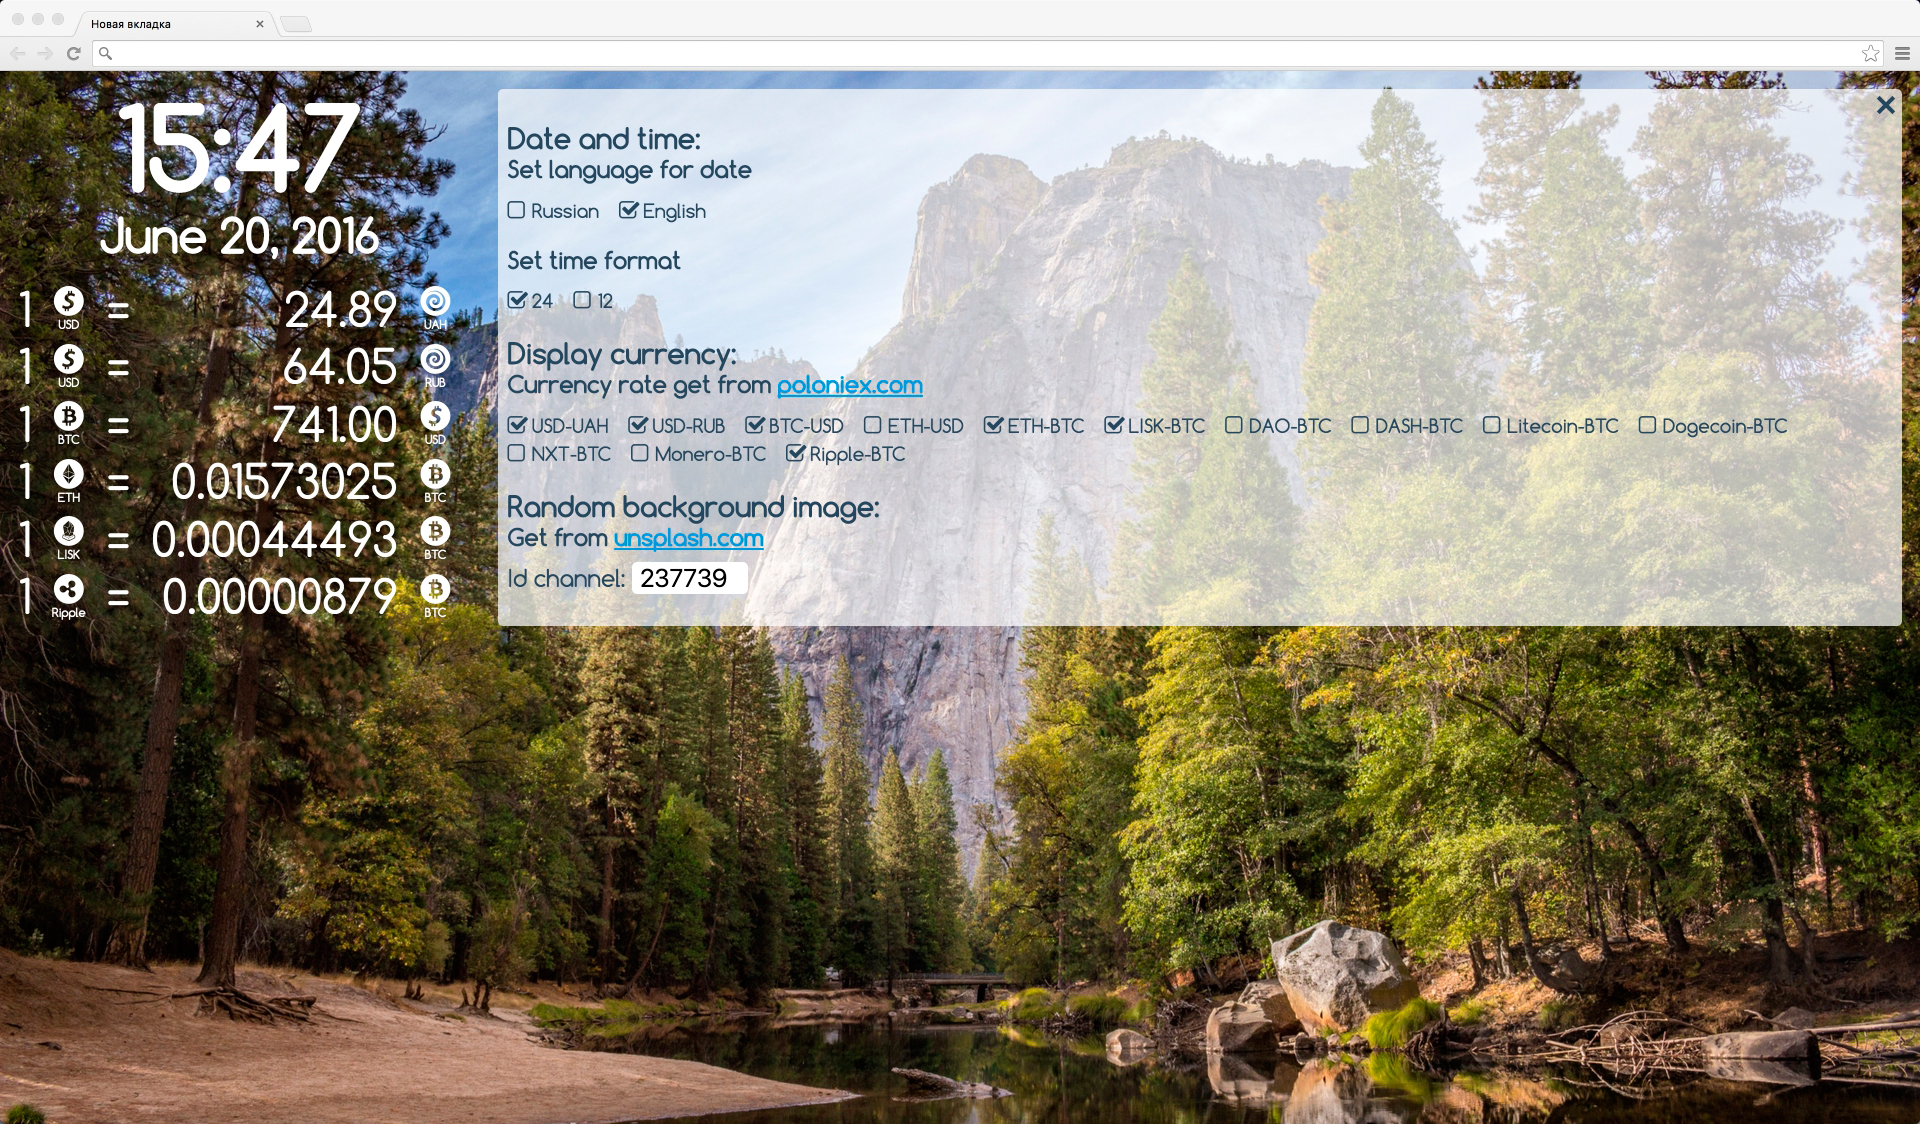 Новая вкладка
15:47
June 20, 2016
1 USD = 24.89 UAH
1 USD = 64.05 RUB
1 BTC = 741.00 USD
1 ETH = 0.01573025 BTC
1 LISK = 0.00044493 BTC
1 Ripple = 0.00000879 BTC
Date and time:
Set language for date
Russian English
Set time format
24 12
Display currency:
Currency rate get from poloniex.com
USD-UAH USD-RUB BTC-USD ETH-USD ETH-BTC LISK-BTC DAO-BTC DASH-BTC Litecoin-BTC Dogecoin-BTC
NXT-BTC Monero-BTC Ripple-BTC
Random background image:
Get from unsplash.com
Id channel: 237739